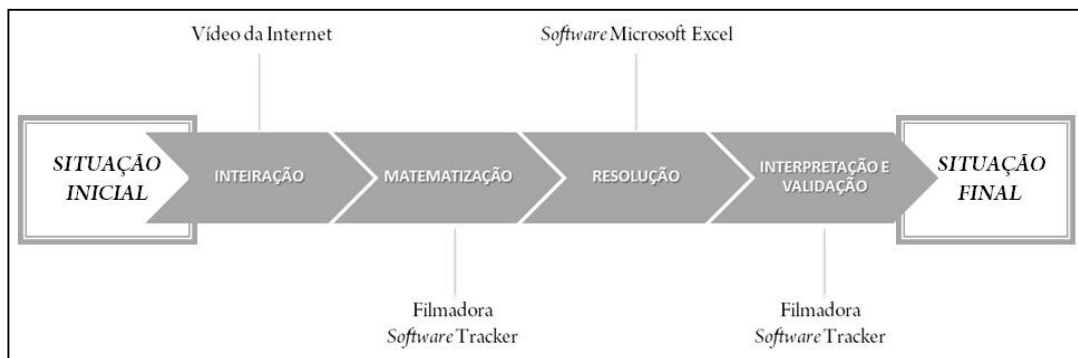 Vídeo da Internet
Software Microsoft Excel
SITUAÇÃO
INICIAL
INTEIRAÇÃO
MATEMATIZAÇÃO
RESOLUÇÃO
INTERPRETAÇÃO E
VALIDAÇÃO
SITUAÇÃO
FINAL
Filmadora
Software Tracker
Filmadora
Software Tracker